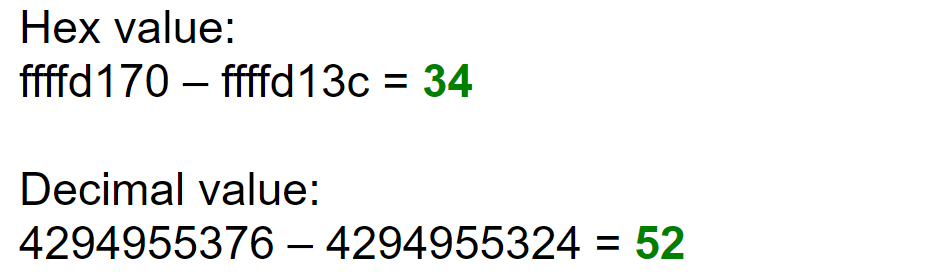 Hex value:
ffffd170 – ffffd13c = 34
Decimal value:
4294955376 – 4294955324 = 52